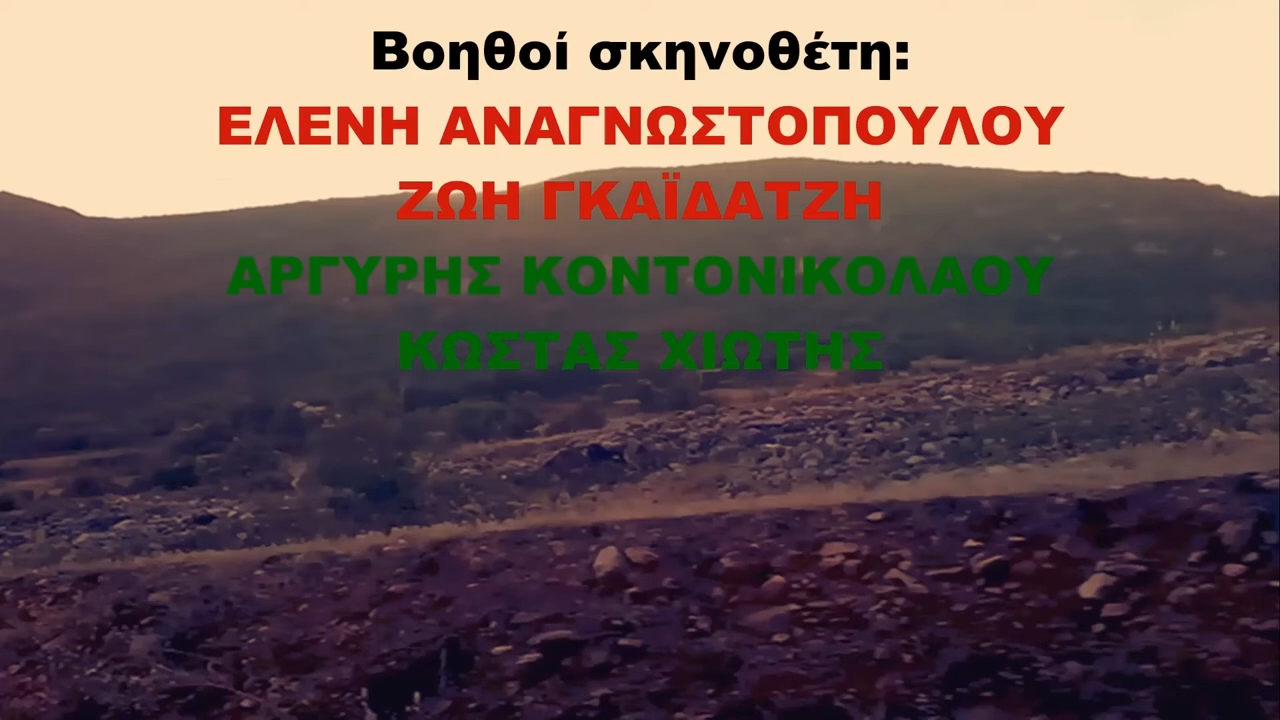 Βοηθοί σκηνοθέτη:
ΕΛΕΝΗ ΑΝΑΓΝΩΣΤΟΠΟΥΛΟΥ
ΖΩΗ ΓΚΑΪΔΑΤΖΗ
ΑΡΓΥΡΗΣ ΚΟΝΤΟΝΙΚΟΛΑΟΥ
ΚΩΣΤΑΣ ΧΙΩΤΗΣ